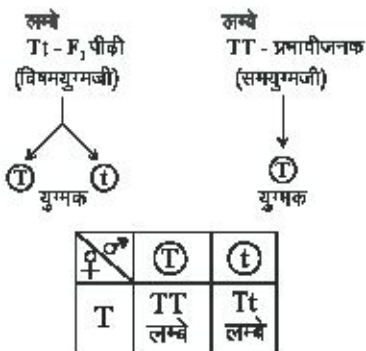 लम्बे लम्बे
Tt - F₁ पीढ़ी TT - प्रभावीजनक
(विषमयुग्मजी) (समयुग्मजी)
T t T
युग्मक युग्मक
♀ ♂ T t
T TT Tt
लम्बे लम्बे